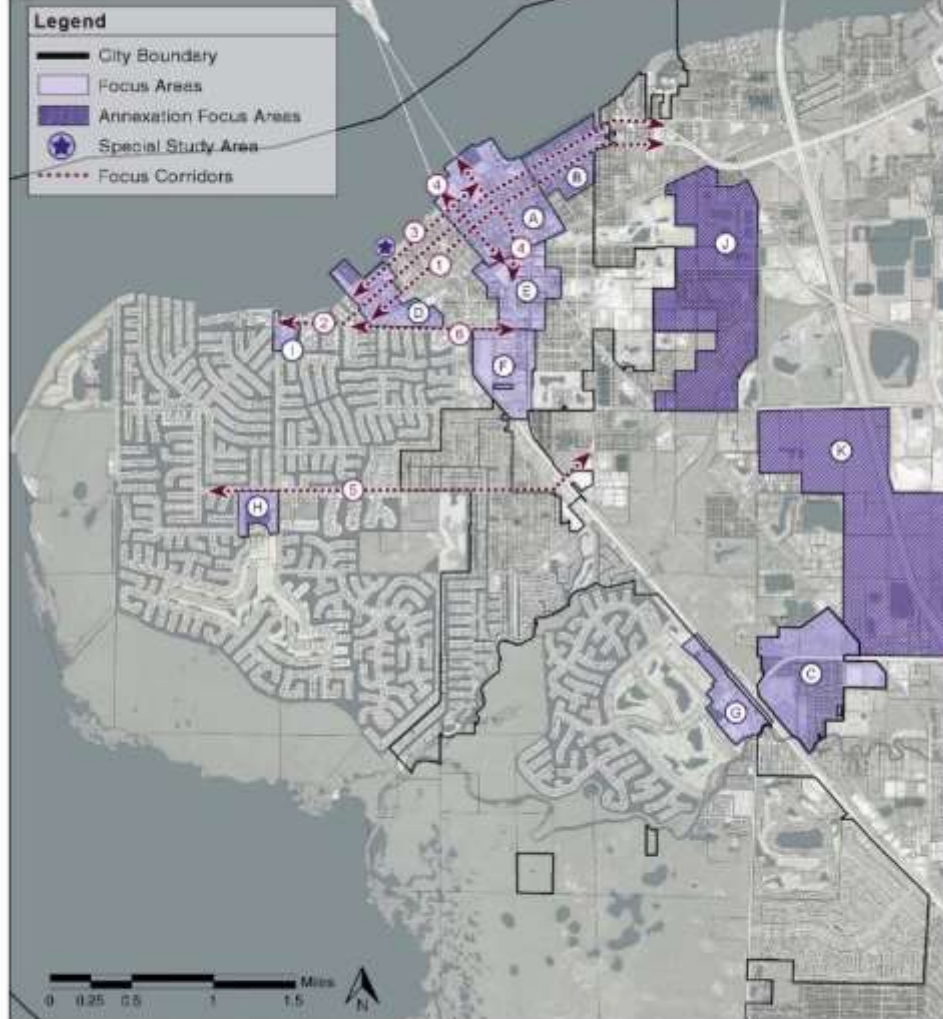 Legend
City Boundary
Focus Areas
Annexation Focus Areas
Special Study Area
Focus Corridors
B
4
A
3
4
J
1
E
D
2
6
I
F
K
5
H
C
G
Miles
0 0.25 0.5 1 1.5
N